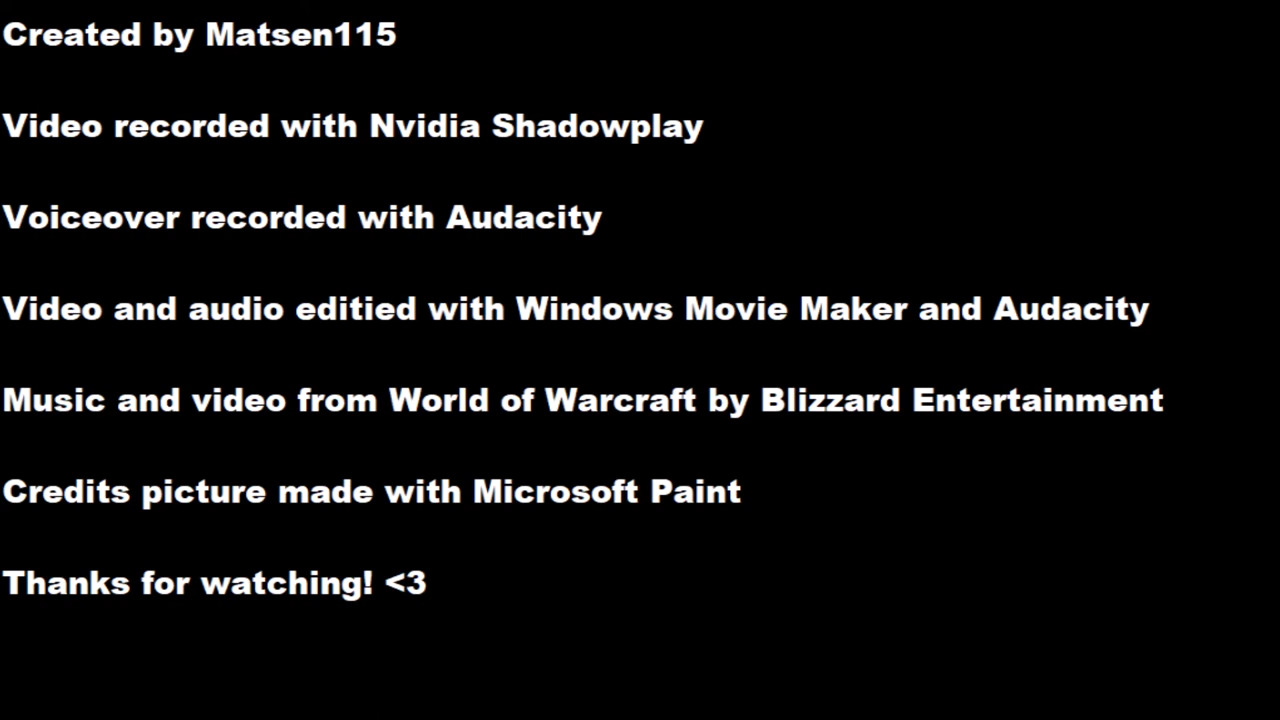 Created by Matsen115
Video recorded with Nvidia Shadowplay
Voiceover recorded with Audacity
Video and audio editied with Windows Movie Maker and Audacity
Music and video from World of Warcraft by Blizzard Entertainment
Credits picture made with Microsoft Paint
Thanks for watching! <3